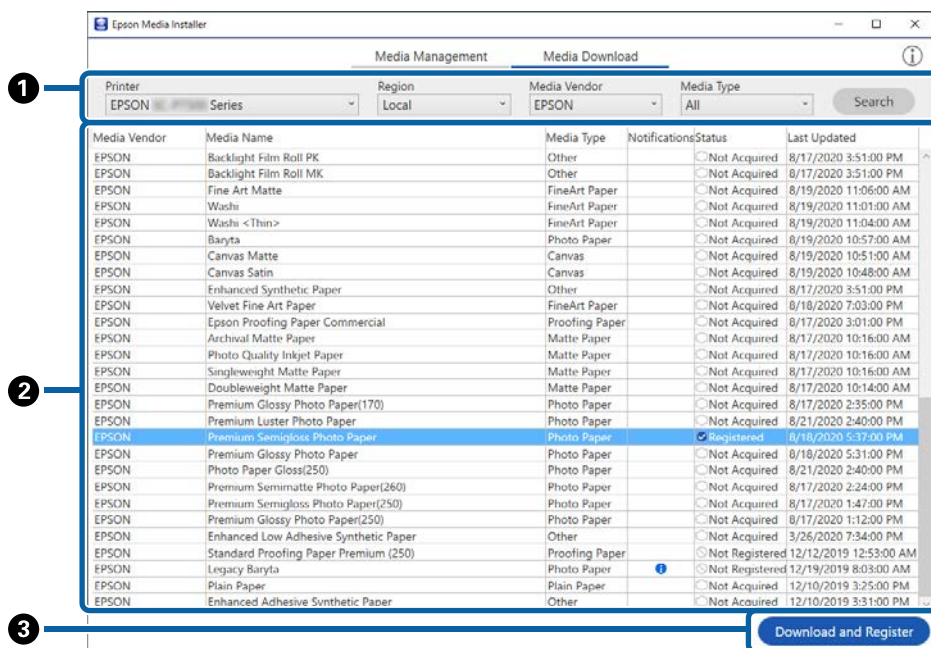 Epson Media Installer
Media Management Media Download
1
Printer Region Media Vendor Media Type
EPSON Series Local EPSON All Search
2
Media Vendor Media Name Media Type Notifications Status Last Updated
EPSON Backlight Film Roll PK Other Not Acquired 8/17/2020 3:51:00 PM
EPSON Backlight Film Roll MK Other Not Acquired 8/17/2020 3:51:00 PM
EPSON Fine Art Matte FineArt Paper Not Acquired 8/19/2020 11:06:00 AM
EPSON Washi FineArt Paper Not Acquired 8/19/2020 11:01:00 AM
EPSON Washi <Thin> FineArt Paper Not Acquired 8/19/2020 11:04:00 AM
EPSON Baryta Photo Paper Not Acquired 8/19/2020 10:57:00 AM
EPSON Canvas Matte Canvas Not Acquired 8/19/2020 10:51:00 AM
EPSON Canvas Satin Canvas Not Acquired 8/19/2020 10:48:00 AM
EPSON Enhanced Synthetic Paper Other Not Acquired 8/17/2020 3:51:00 PM
EPSON Velvet Fine Art Paper FineArt Paper Not Acquired 8/18/2020 7:03:00 PM
EPSON Epson Proofing Paper Commercial Proofing Paper Not Acquired 8/17/2020 3:01:00 PM
EPSON Archival Matte Paper Matte Paper Not Acquired 8/17/2020 10:16:00 AM
EPSON Photo Quality Inkjet Paper Matte Paper Not Acquired 8/17/2020 10:16:00 AM
EPSON Singleweight Matte Paper Matte Paper Not Acquired 8/17/2020 10:16:00 AM
EPSON Doubleweight Matte Paper Matte Paper Not Acquired 8/17/2020 10:14:00 AM
EPSON Premium Glossy Photo Paper(170) Photo Paper Not Acquired 8/17/2020 2:35:00 PM
EPSON Premium Luster Photo Paper Photo Paper Not Acquired 8/21/2020 2:40:00 PM
EPSON Premium Semigloss Photo Paper Photo Paper Registered 8/18/2020 5:37:00 PM
EPSON Premium Glossy Photo Paper Photo Paper Not Acquired 8/18/2020 5:31:00 PM
EPSON Photo Paper Gloss(250) Photo Paper Not Acquired 8/21/2020 2:40:00 PM
EPSON Premium Semimatte Photo Paper(260) Photo Paper Not Acquired 8/17/2020 2:24:00 PM
EPSON Premium Semigloss Photo Paper(250) Photo Paper Not Acquired 8/17/2020 1:47:00 PM
EPSON Premium Glossy Photo Paper(250) Photo Paper Not Acquired 8/17/2020 1:12:00 PM
EPSON Enhanced Low Adhesive Synthetic Paper Other Not Acquired 3/26/2020 7:34:00 PM
EPSON Standard Proofing Paper Premium (250) Proofing Paper Not Registered 12/12/2019 12:53:00 AM
EPSON Legacy Baryta Photo Paper Not Registered 12/19/2019 8:03:00 AM
EPSON Plain Paper Plain Paper Not Acquired 12/10/2019 3:25:00 PM
EPSON Enhanced Adhesive Synthetic Paper Other Not Acquired 12/10/2019 3:31:00 PM
3
Download and Register